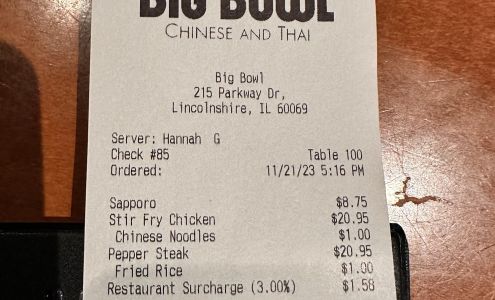 BIG BOWL
CHINESE AND THAI
Big Bowl
215 Parkway Dr,
Lincolnshire, IL 60069
Server: Hannah G
Check #85 Table 100
Ordered: 11/21/23 5:16 PM
Sapporo $8.75
Stir Fry Chicken $20.95
Chinese Noodles $1.00
Pepper Steak $20.95
Fried Rice $1.00
Restaurant Surcharge (3.00%) $1.58